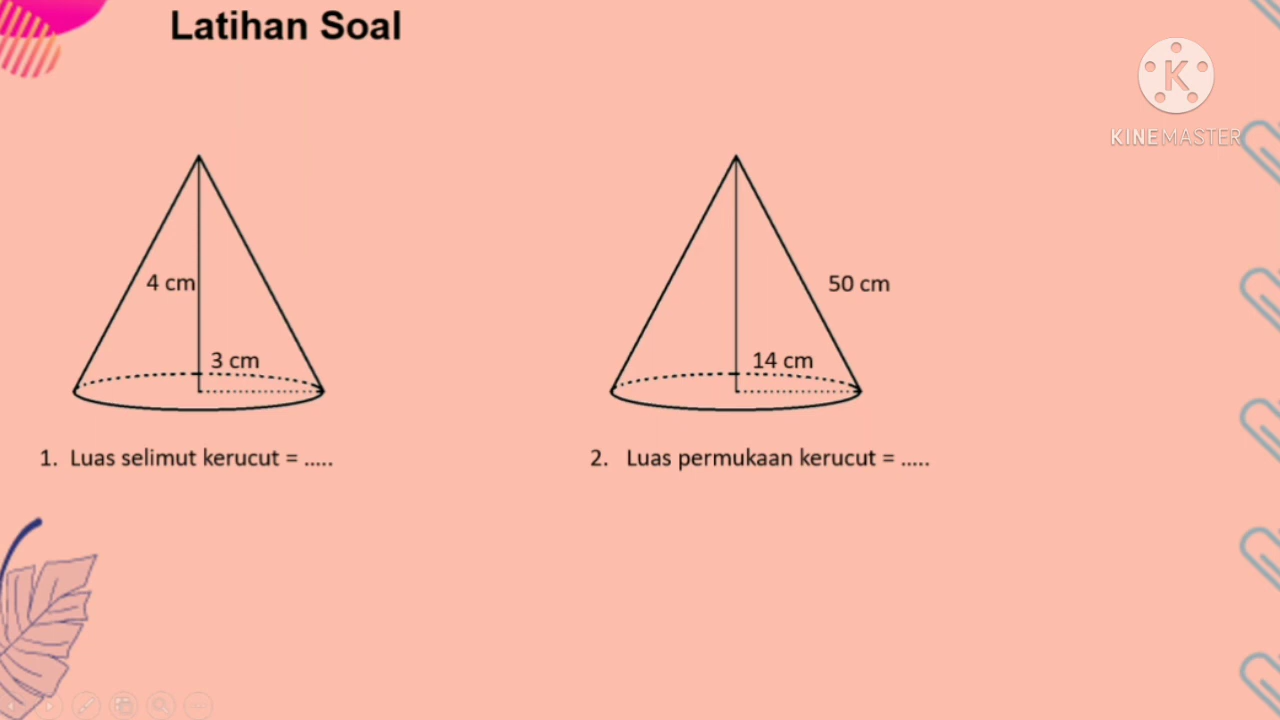 Latihan Soal
K
KINEMASTER
4 cm
3 cm
50 cm
14 cm
1. Luas selimut kerucut = .....
2. Luas permukaan kerucut = .....